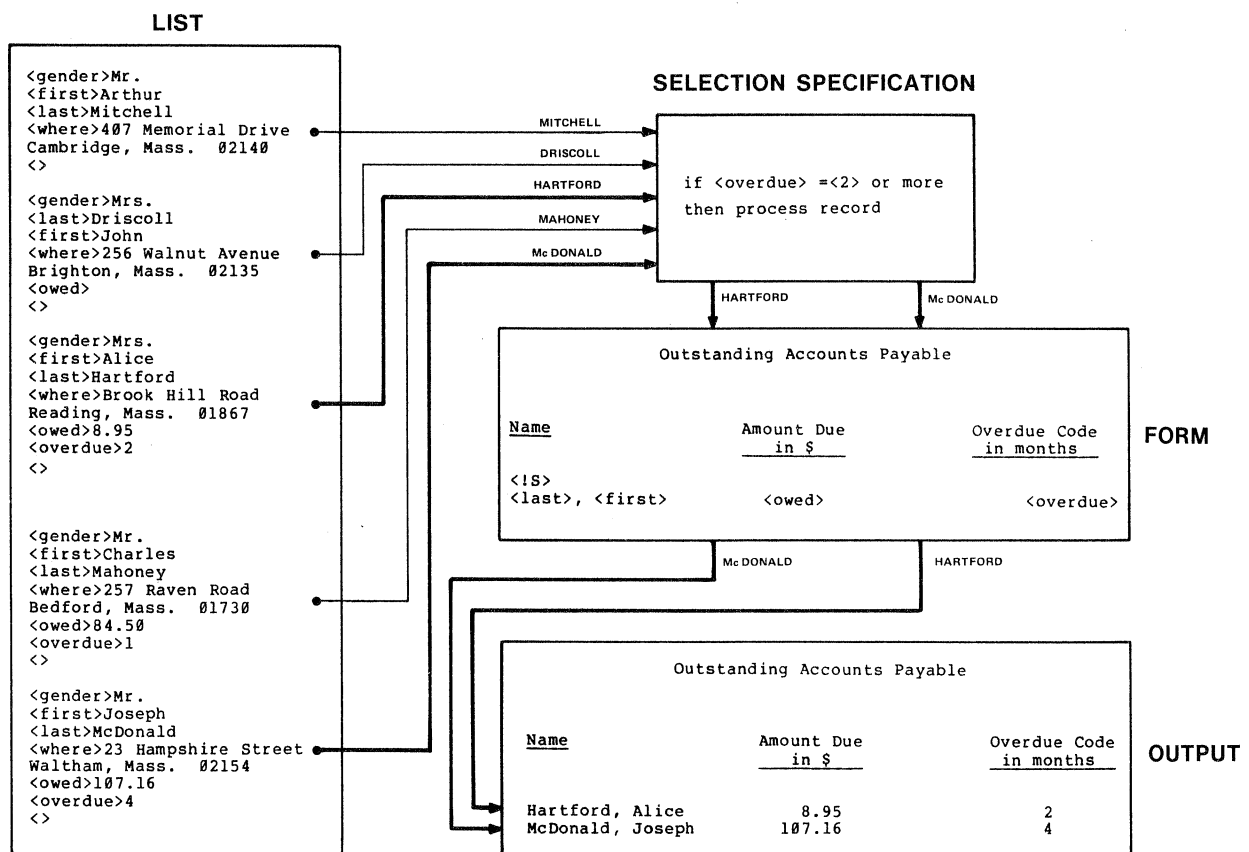 LIST
<gender>Mr.
<first>Arthur
<last>Mitchell
<where>407 Memorial Drive
Cambridge, Mass.  02140
<>
<gender>Mrs.
<last>Driscoll
<first>John
<where>256 Walnut Avenue
Brighton, Mass.  02135
<owed>
<>
<gender>Mrs.
<first>Alice
<last>Hartford
<where>Brook Hill Road
Reading, Mass.  01867
<owed>8.95
<overdue>2
<>
<gender>Mr.
<first>Charles
<last>Mahoney
<where>257 Raven Road
Bedford, Mass.  01730
<owed>84.50
<overdue>1
<>
<gender>Mr.
<first>Joseph
<last>McDonald
<where>23 Hampshire Street
Waltham, Mass.  02154
<owed>107.16
<overdue>4
<>
MITCHELL
DRISCOLL
HARTFORD
MAHONEY
McDONALD
SELECTION SPECIFICATION
if <overdue> =<2> or more
then process record
HARTFORD
McDONALD
Outstanding Accounts Payable
Name Amount Due Overdue Code
in $ in months
<!S>
<last>, <first> <owed> <overdue>
FORM
McDONALD
HARTFORD
Outstanding Accounts Payable
Name Amount Due Overdue Code
in $ in months
Hartford, Alice 8.95 2
McDonald, Joseph 107.16 4
OUTPUT